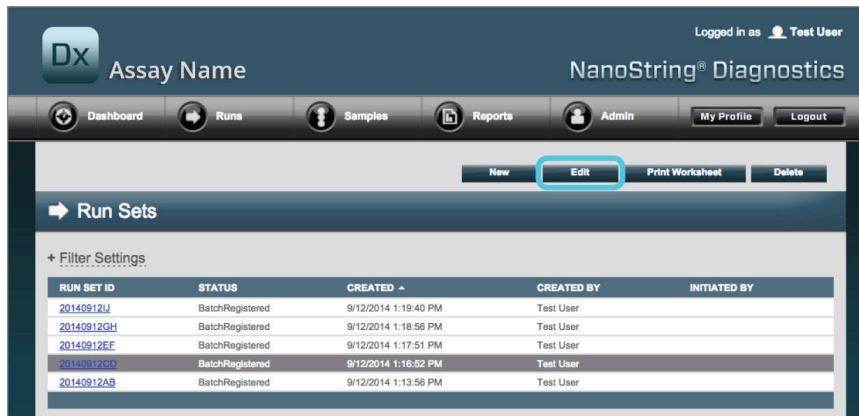 Logged in as Test User
Dx Assay Name
NanoString® Diagnostics
Dashboard Runs Samples Reports Admin My Profile Logout
New Edit Print Worksheet Delete
Run Sets
+ Filter Settings
RUN SET ID STATUS CREATED CREATED BY INITIATED BY
20140912IJ BatchRegistered 9/12/2014 1:19:40 PM Test User
20140912GH BatchRegistered 9/12/2014 1:18:56 PM Test User
20140912EF BatchRegistered 9/12/2014 1:17:51 PM Test User
20140912CD BatchRegistered 9/12/2014 1:16:52 PM Test User
20140912AB BatchRegistered 9/12/2014 1:13:56 PM Test User